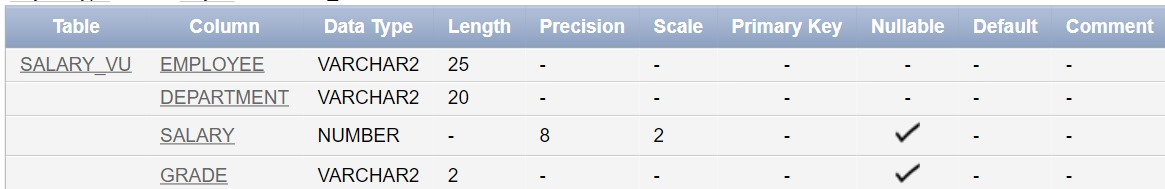 Table Column Data Type Length Precision Scale Primary Key Nullable Default Comment
SALARY_VU EMPLOYEE VARCHAR2 25 - - - - - -
DEPARTMENT VARCHAR2 20 - - - - - -
SALARY NUMBER - 8 2 - ✓ - -
GRADE VARCHAR2 2 - - - ✓ - -